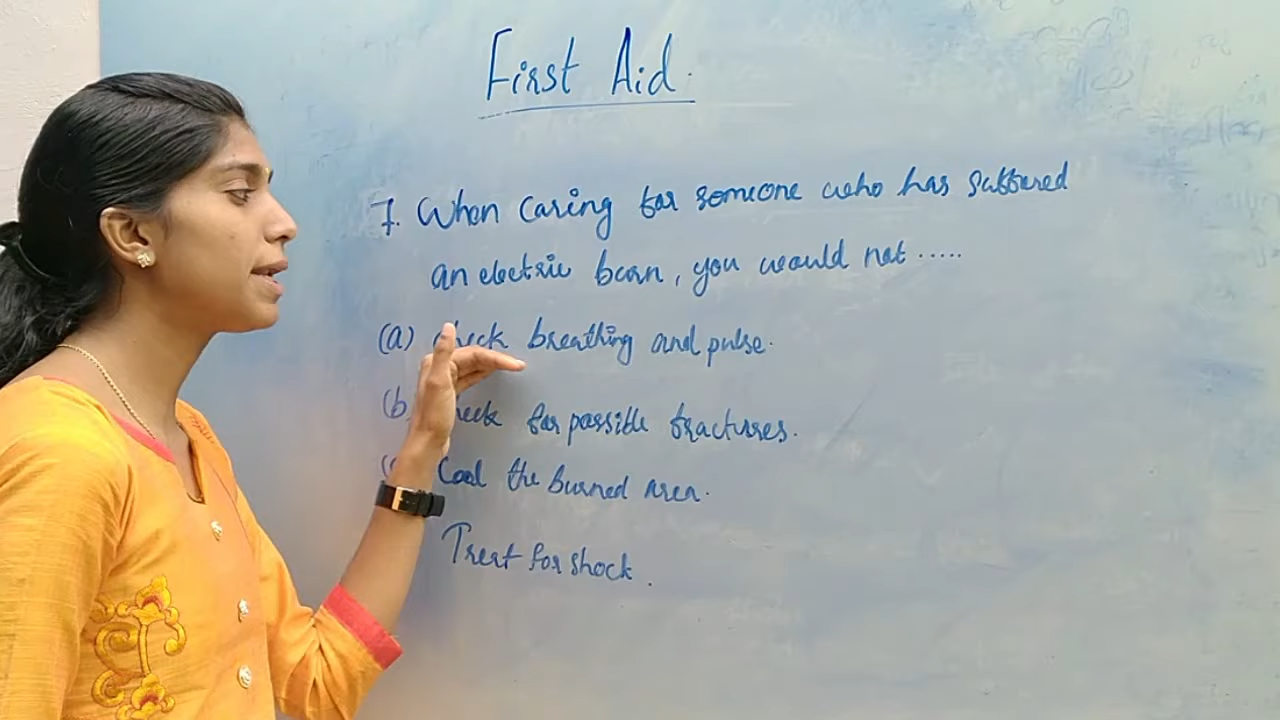 First Aid.
7. When caring for someone who has suffered
an electric burn, you would not .....
(a) check breathing and pulse.
(b for possible fractures.
Cool the burned area.
Treat for shock.